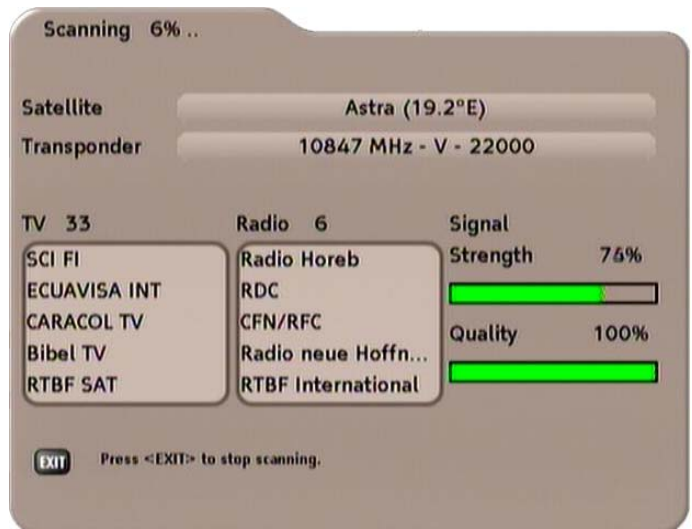 Scanning 6% ..
Satellite Astra (19.2ºE)
Transponder 10847 MHz - V - 22000
TV 33 Radio 6 Signal
SCI FI Radio Horeb Strength 76%
ECUAVISA INT RDC
CARACOL TV CFN/RFC
Quality 100%
Bibel TV Radio neue Hoffn...
RTBF SAT RTBF International
EXIT Press <EXIT> to stop scanning.